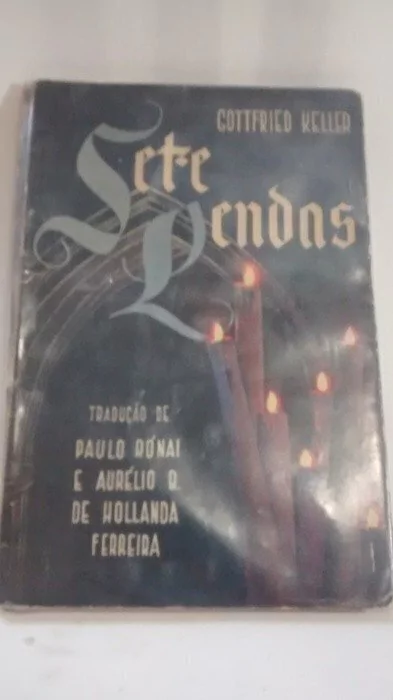 GOTTFRIED KELLER
Sete
Lendas
TRADUÇÃO DE
PAULO RÓNAI
E AURÉLIO B.
DE HOLLANDA
FERREIRA